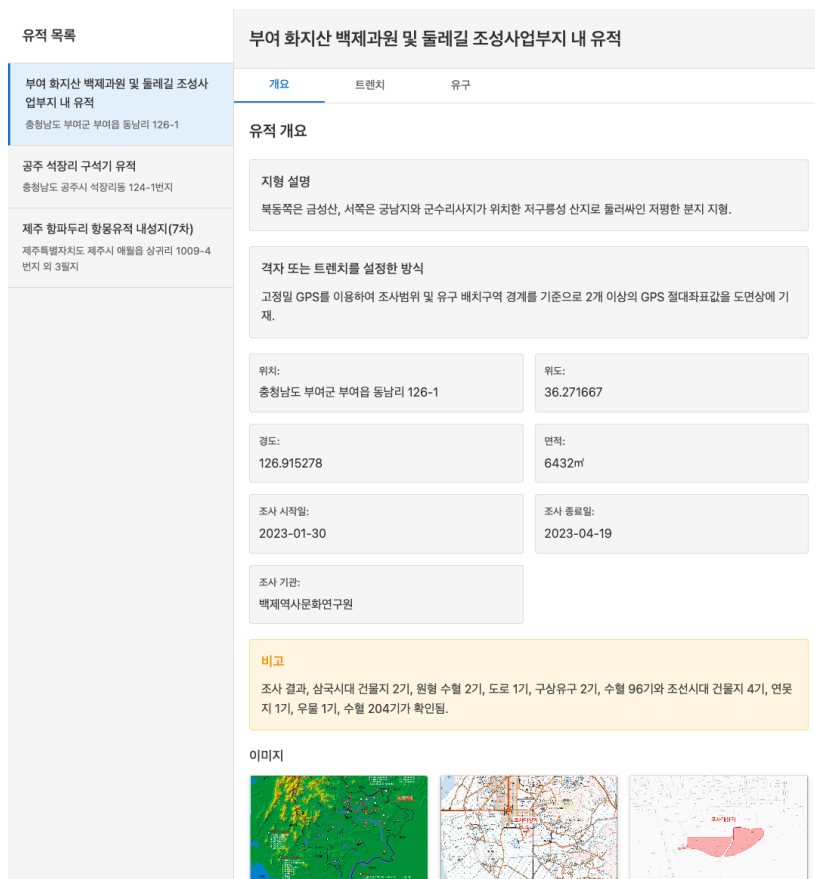 유적 목록
부여 화지산 백제과원 및 둘레길 조성사
업부지 내 유적
충청남도 부여군 부여읍 동남리 126-1
공주 석장리 구석기 유적
충청남도 공주시 석장리동 124-1번지
제주 항파두리 항몽유적 내성지(7차)
제주특별자치도 제주시 애월읍 상귀리 1009-4
번지 외 3필지
부여 화지산 백제과원 및 둘레길 조성사업부지 내 유적
개요
트렌치
유구
유적 개요
지형 설명
북동쪽은 금성산, 서쪽은 궁남지와 군수리사지가 위치한 저구릉성 산지로 둘러싸인 저평한 분지 지형.
격자 또는 트렌치를 설정한 방식
고정밀 GPS를 이용하여 조사범위 및 유구 배치구역 경계를 기준으로 2개 이상의 GPS 절대좌표값을 도면상에 기
재.
위치:
충청남도 부여군 부여읍 동남리 126-1
위도:
36.271667
경도:
126.915278
면적:
6432㎡
조사 시작일:
2023-01-30
조사 종료일:
2023-04-19
조사 기관:
백제역사문화연구원
비고
조사 결과, 삼국시대 건물지 2기, 원형 수혈 2기, 도로 1기, 구상유구 2기, 수혈 96기와 조선시대 건물지 4기, 연못
지 1기, 우물 1기, 수혈 204기가 확인됨.
이미지
조사대상지
조사대상지